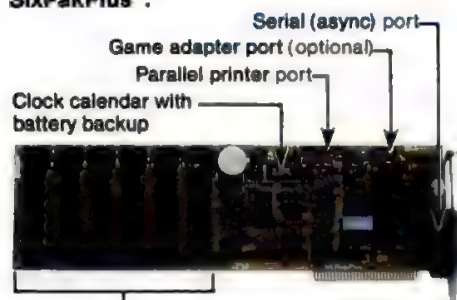 SixPakPlus".
Serial (async) port
Game adapter port (optional)
Parallel printer port
Clock calendar with
battery backup